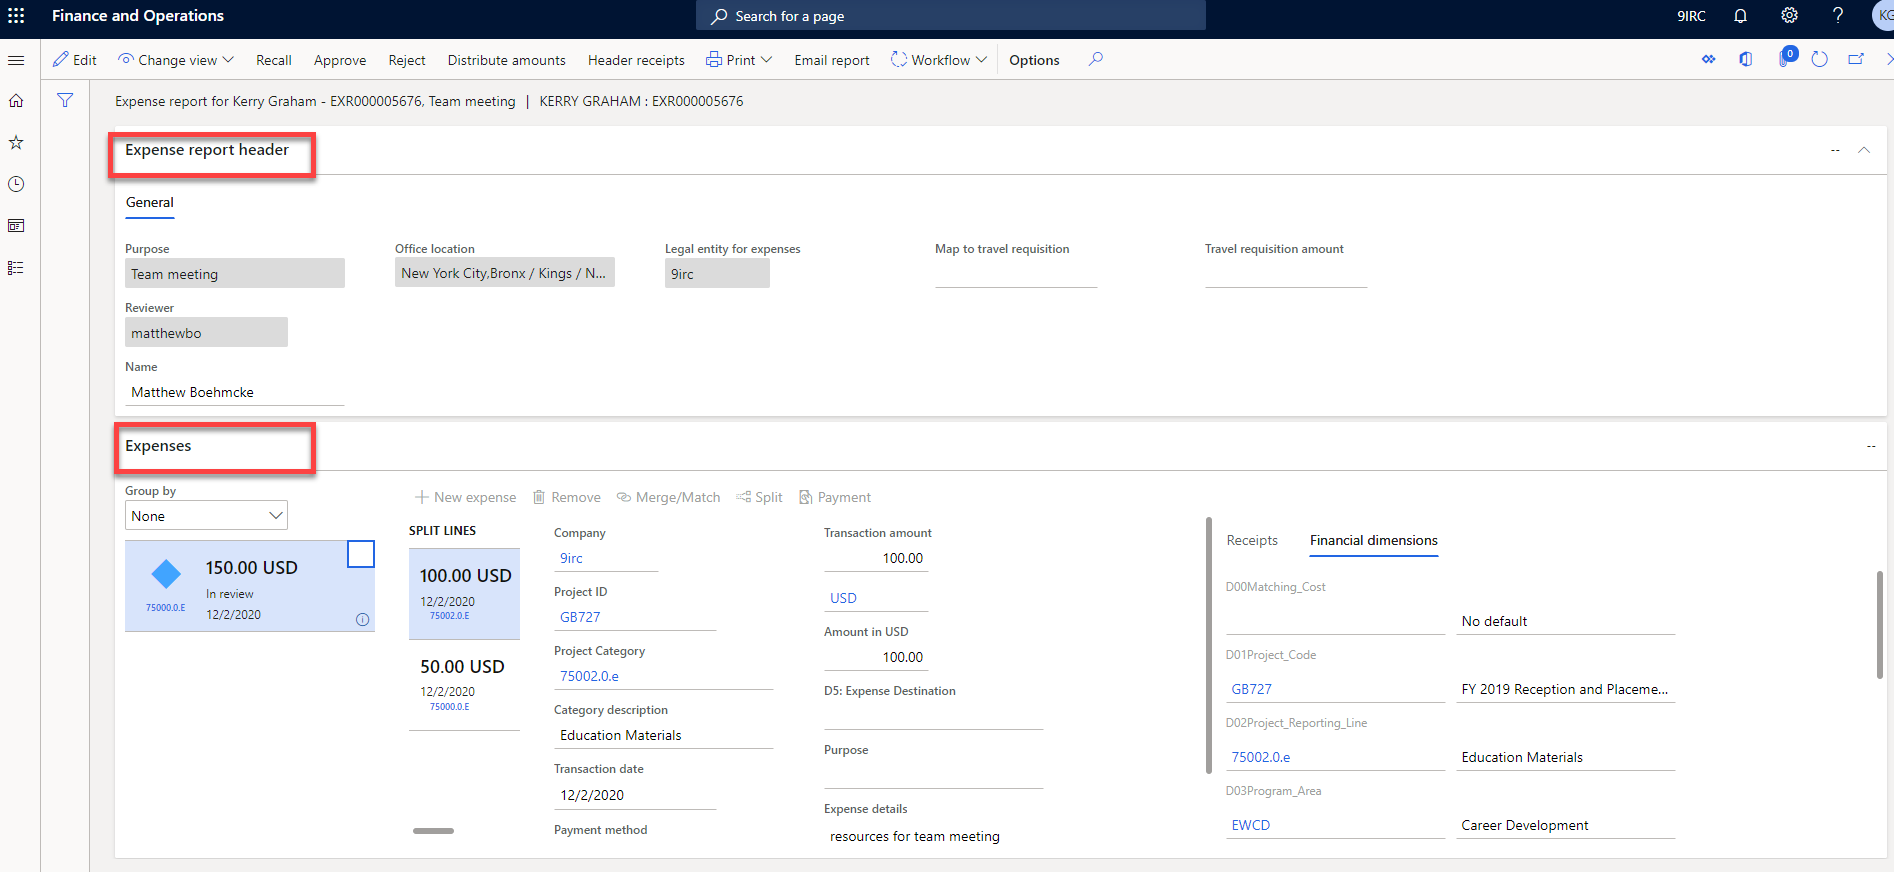 Finance and Operations
Search for a page
9IRC
?
KG
Edit
Change view
Recall
Approve
Reject
Distribute amounts
Header receipts
Print
Email report
Workflow
Options
0
Expense report for Kerry Graham - EXR000005676, Team meeting | KERRY GRAHAM : EXR000005676
Expense report header
--
General
Purpose
Team meeting
Office location
New York City,Bronx / Kings / N...
Legal entity for expenses
9irc
Map to travel requisition
Travel requisition amount
Reviewer
matthewbo
Name
Matthew Boehmcke
Expenses
--
Group by
None
150.00 USD
In review
12/2/2020
75000.0.E
New expense
Remove
Merge/Match
Split
Payment
SPLIT LINES
100.00 USD
12/2/2020
75002.0.E
50.00 USD
12/2/2020
75000.0.E
Company
9irc
Project ID
GB727
Project Category
75002.0.e
Category description
Education Materials
Transaction date
12/2/2020
Payment method
Transaction amount
100.00
USD
Amount in USD
100.00
D5: Expense Destination
Purpose
Expense details
resources for team meeting
Receipts
Financial dimensions
D00Matching_Cost
No default
D01Project_Code
GB727
FY 2019 Reception and Placeme...
D02Project_Reporting_Line
75002.0.e
Education Materials
D03Program_Area
EWCD
Career Development